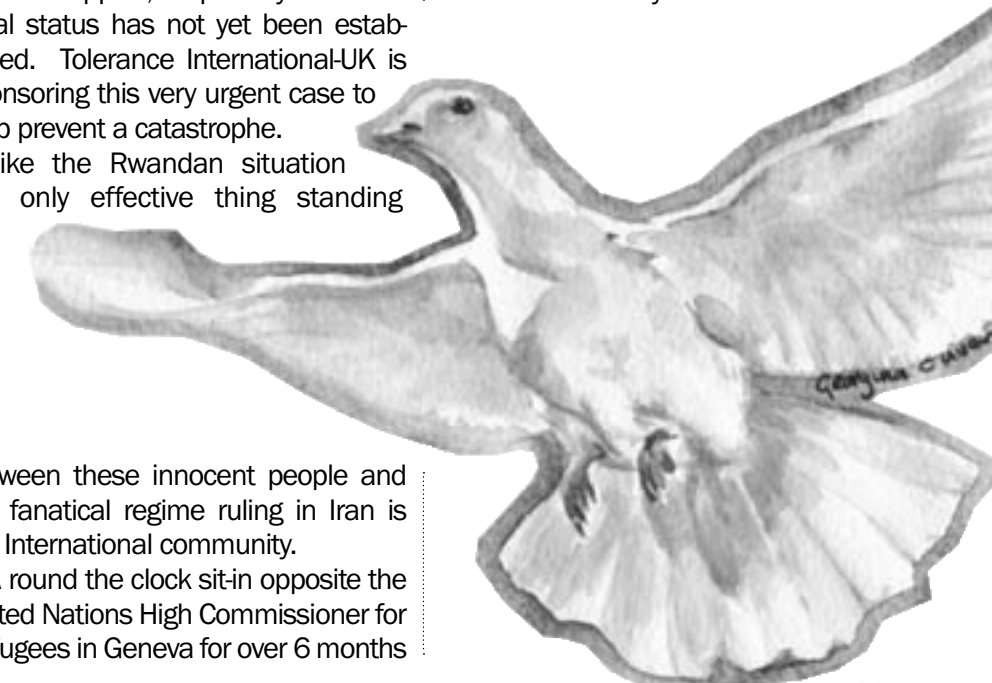 al status has not yet been estab-
ed. Tolerance International-UK is
onsoring this very urgent case to
p prevent a catastrophe.
ike the Rwandan situation
only effective thing standing
ween these innocent people and
fanatical regime ruling in Iran is
International community.
A round the clock sit-in opposite the
ted Nations High Commissioner for
ugees in Geneva for over 6 months
Georgina